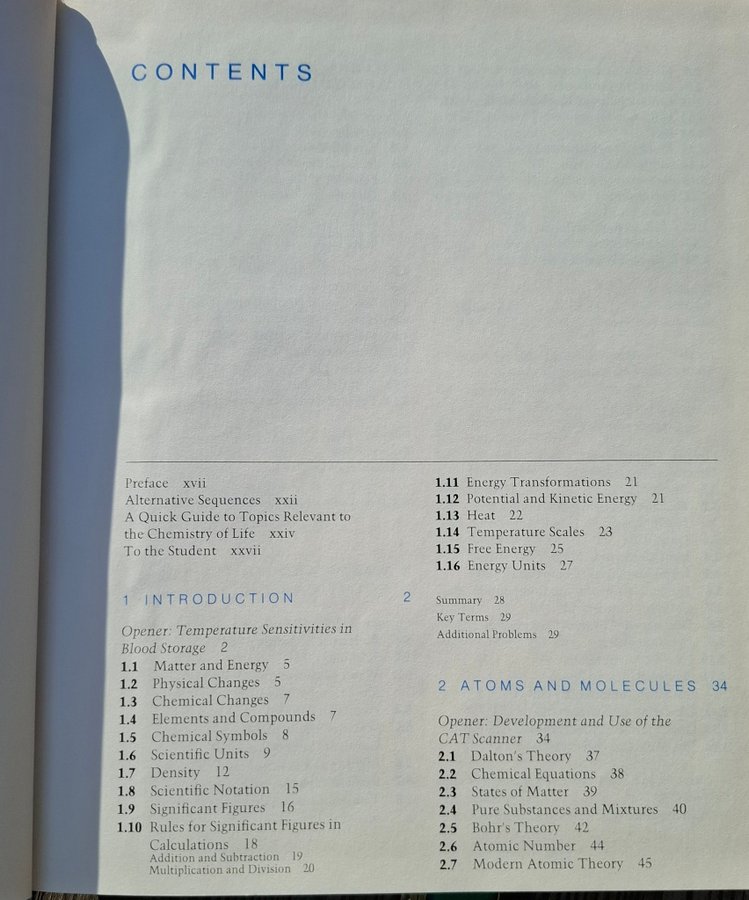 CONTENTS
Preface xvii
Alternative Sequences xxii
A Quick Guide to Topics Relevant to
the Chemistry of Life xxiv
To the Student xxvii
1 INTRODUCTION 2
Opener: Temperature Sensitivities in
Blood Storage 2
1.1 Matter and Energy 5
1.2 Physical Changes 5
1.3 Chemical Changes 7
1.4 Elements and Compounds 7
1.5 Chemical Symbols 8
1.6 Scientific Units 9
1.7 Density 12
1.8 Scientific Notation 15
1.9 Significant Figures 16
1.10 Rules for Significant Figures in
Calculations 18
Addition and Subtraction 19
Multiplication and Division 20
1.11 Energy Transformations 21
1.12 Potential and Kinetic Energy 21
1.13 Heat 22
1.14 Temperature Scales 23
1.15 Free Energy 25
1.16 Energy Units 27
Summary 28
Key Terms 29
Additional Problems 29
2 ATOMS AND MOLECULES 34
Opener: Development and Use of the
CAT Scanner 34
2.1 Dalton's Theory 37
2.2 Chemical Equations 38
2.3 States of Matter 39
2.4 Pure Substances and Mixtures 40
2.5 Bohr's Theory 42
2.6 Atomic Number 44
2.7 Modern Atomic Theory 45